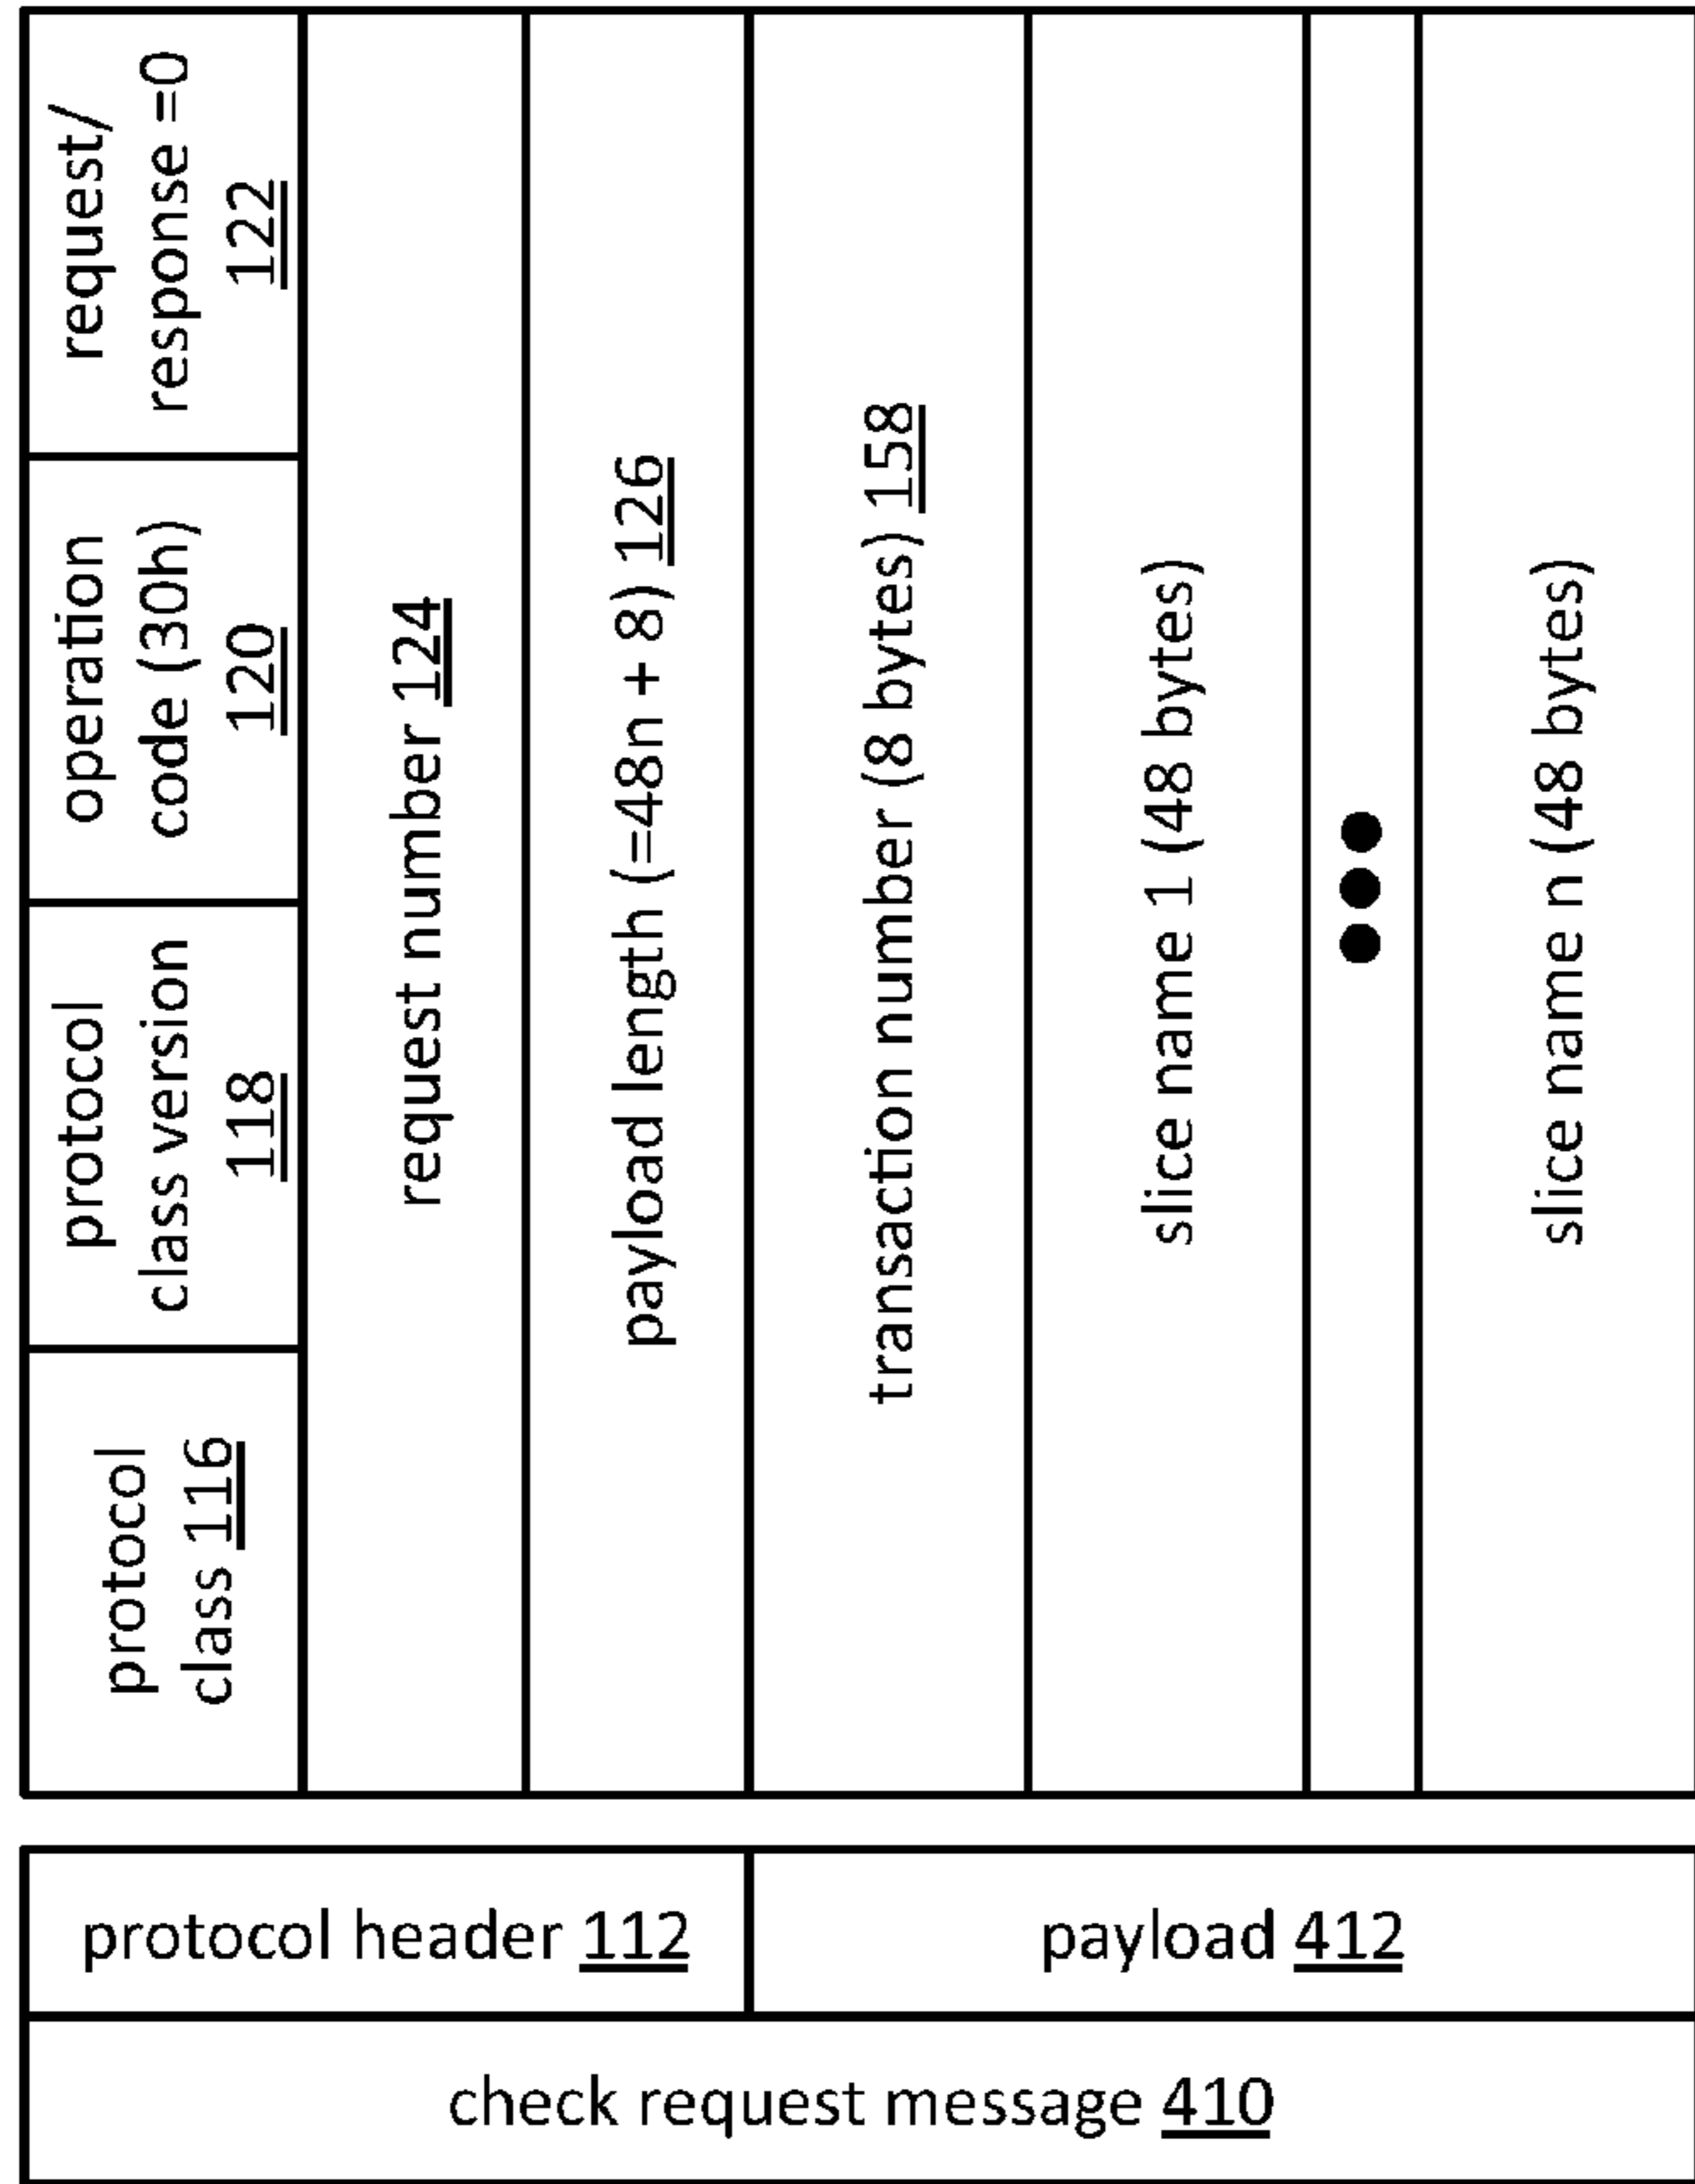 check request message 410
protocol header 112
payload 412
protocol
class 116
protocol
class version
118
operation
code (30h)
120
request/
response =0
122
request number 124
payload length (=48n + 8) 126
transaction number (8 bytes) 158
slice name 1 (48 bytes)
●●●
slice name n (48 bytes)